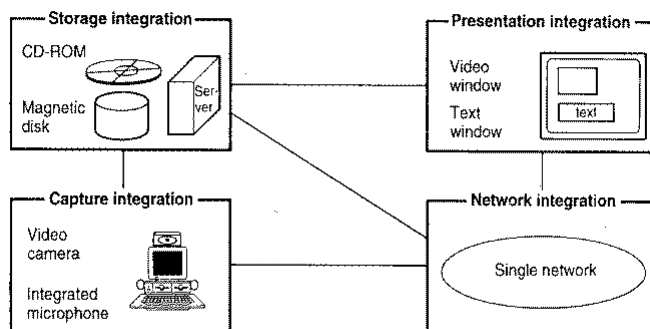 Storage integration
CD-ROM
Magnetic
disk
Ser-
ver
Presentation integration
Video
window
Text
window
text
Capture integration
Video
camera
Integrated
microphone
Network integration
Single network